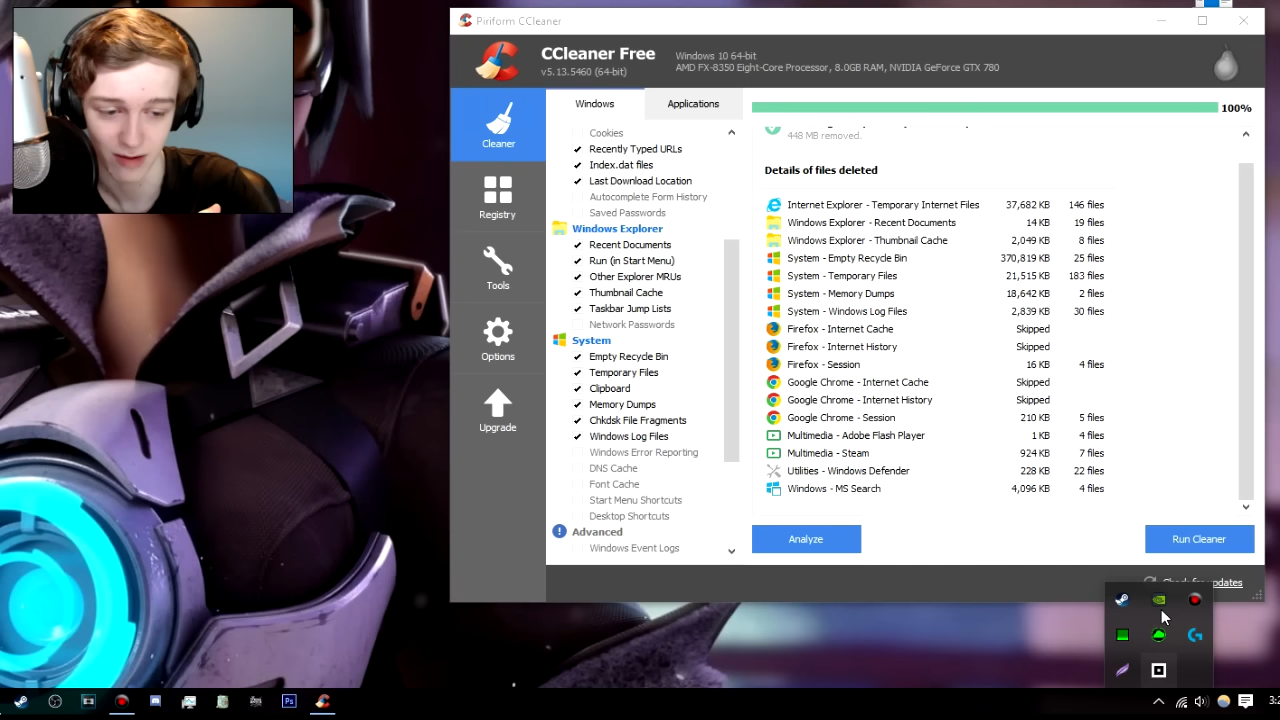 Piriform CCleaner
CCleaner Free
v5.13.5460 (64-bit)
Windows 10 64-bit
AMD FX-8350 Eight-Core Processor, 8.0GB RAM, NVIDIA GeForce GTX 780
Cleaner
Registry
Tools
Options
Upgrade
Windows
Applications
Cookies
Recently Typed URLs
Index.dat files
Last Download Location
Autocomplete Form History
Saved Passwords
Windows Explorer
Recent Documents
Run (in Start Menu)
Other Explorer MRUs
Thumbnail Cache
Taskbar Jump Lists
Network Passwords
System
Empty Recycle Bin
Temporary Files
Clipboard
Memory Dumps
Chkdsk File Fragments
Windows Log Files
Windows Error Reporting
DNS Cache
Font Cache
Start Menu Shortcuts
Desktop Shortcuts
Advanced
Windows Event Logs
100%
448 MB removed.
Details of files deleted
Internet Explorer - Temporary Internet Files 37,682 KB 146 files
Windows Explorer - Recent Documents 14 KB 19 files
Windows Explorer - Thumbnail Cache 2,049 KB 8 files
System - Empty Recycle Bin 370,819 KB 25 files
System - Temporary Files 21,515 KB 183 files
System - Memory Dumps 18,642 KB 2 files
System - Windows Log Files 2,839 KB 30 files
Firefox - Internet Cache Skipped
Firefox - Internet History Skipped
Firefox - Session 16 KB 4 files
Google Chrome - Internet Cache Skipped
Google Chrome - Internet History Skipped
Google Chrome - Session 210 KB 5 files
Multimedia - Adobe Flash Player 1 KB 4 files
Multimedia - Steam 924 KB 7 files
Utilities - Windows Defender 228 KB 22 files
Windows - MS Search 4,096 KB 4 files
Analyze
Run Cleaner
Check for updates
Ps